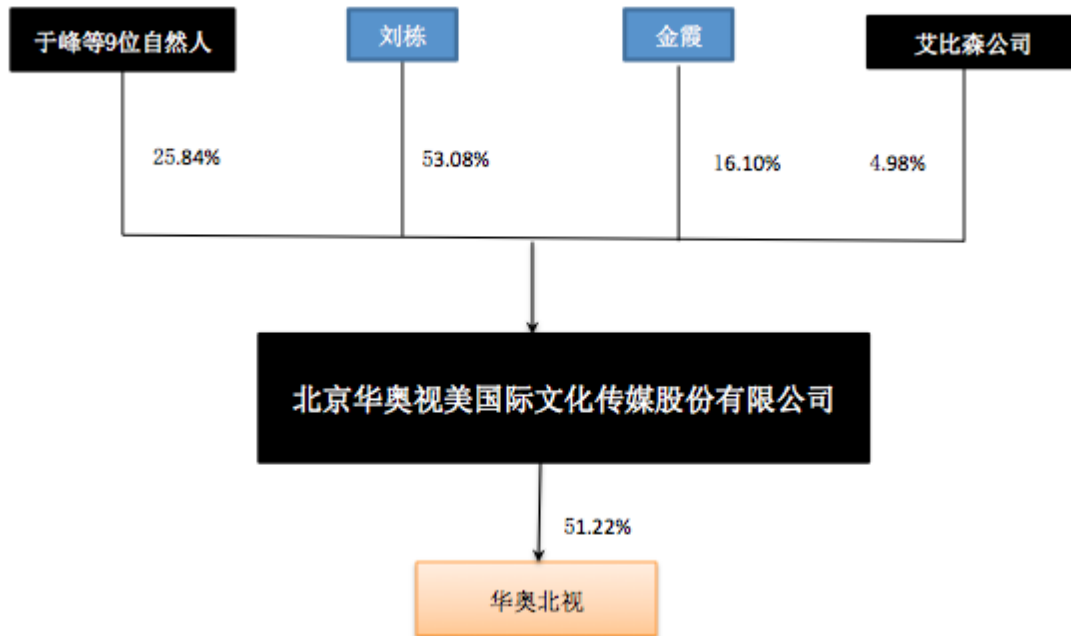 于峰等9位自然人
刘栋
金霞
艾比森公司
25.84%
53.08%
16.10%
4.98%
北京华奥视美国际文化传媒股份有限公司
51.22%
华奥北视